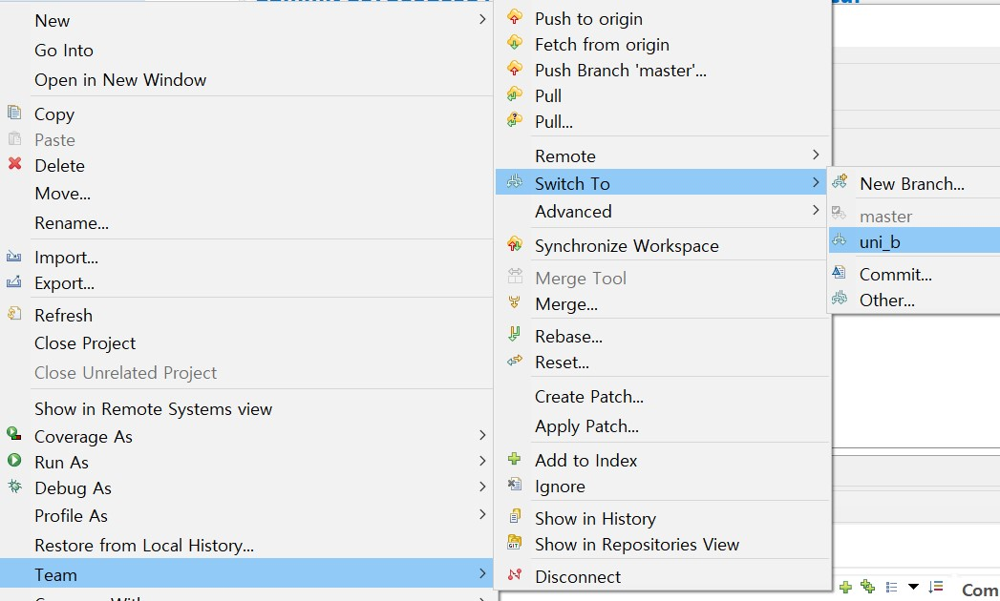 New
Go Into
Open in New Window
Copy
Paste
Delete
Move...
Rename...
Import...
Export...
Refresh
Close Project
Close Unrelated Project
Show in Remote Systems view
Coverage As
Run As
Debug As
Profile As
Restore from Local History...
Team
Push to origin
Fetch from origin
Push Branch 'master'...
Pull
Pull...
Remote
Switch To
Advanced
Synchronize Workspace
Merge Tool
Merge...
Rebase...
Reset...
Create Patch...
Apply Patch...
Add to Index
Ignore
Show in History
Show in Repositories View
Disconnect
New Branch...
master
uni_b
Commit...
Other...
Com